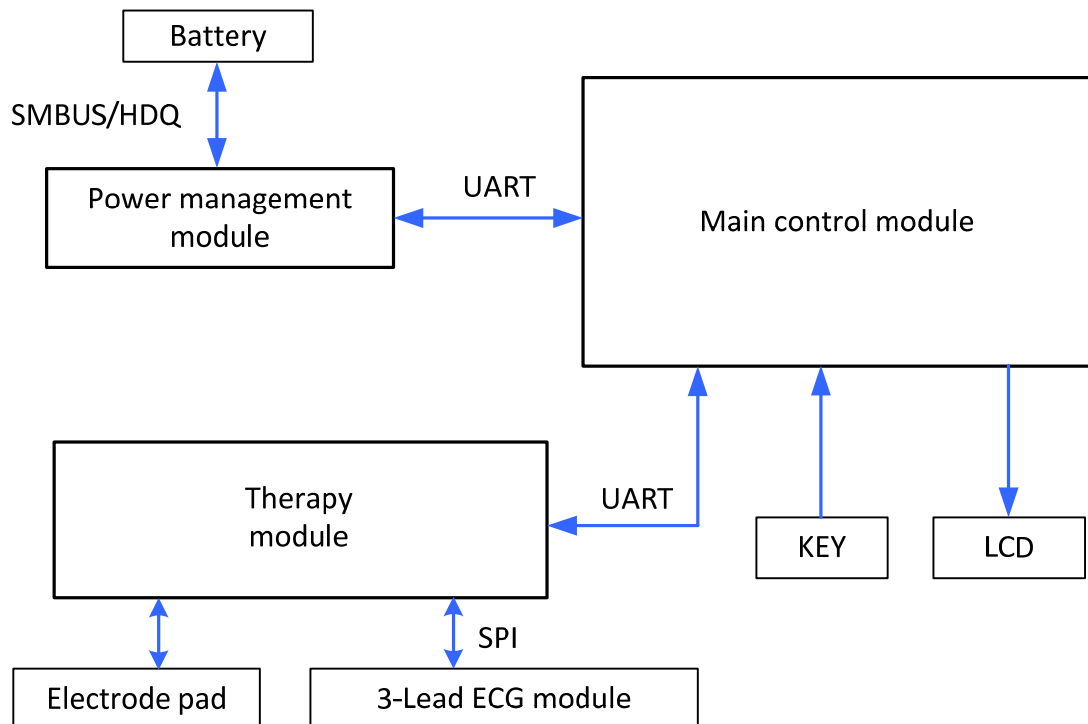 Battery
SMBUS/HDQ
Power management
module
UART
Main control module
Therapy
module
UART
KEY
LCD
SPI
Electrode pad
3-Lead ECG module